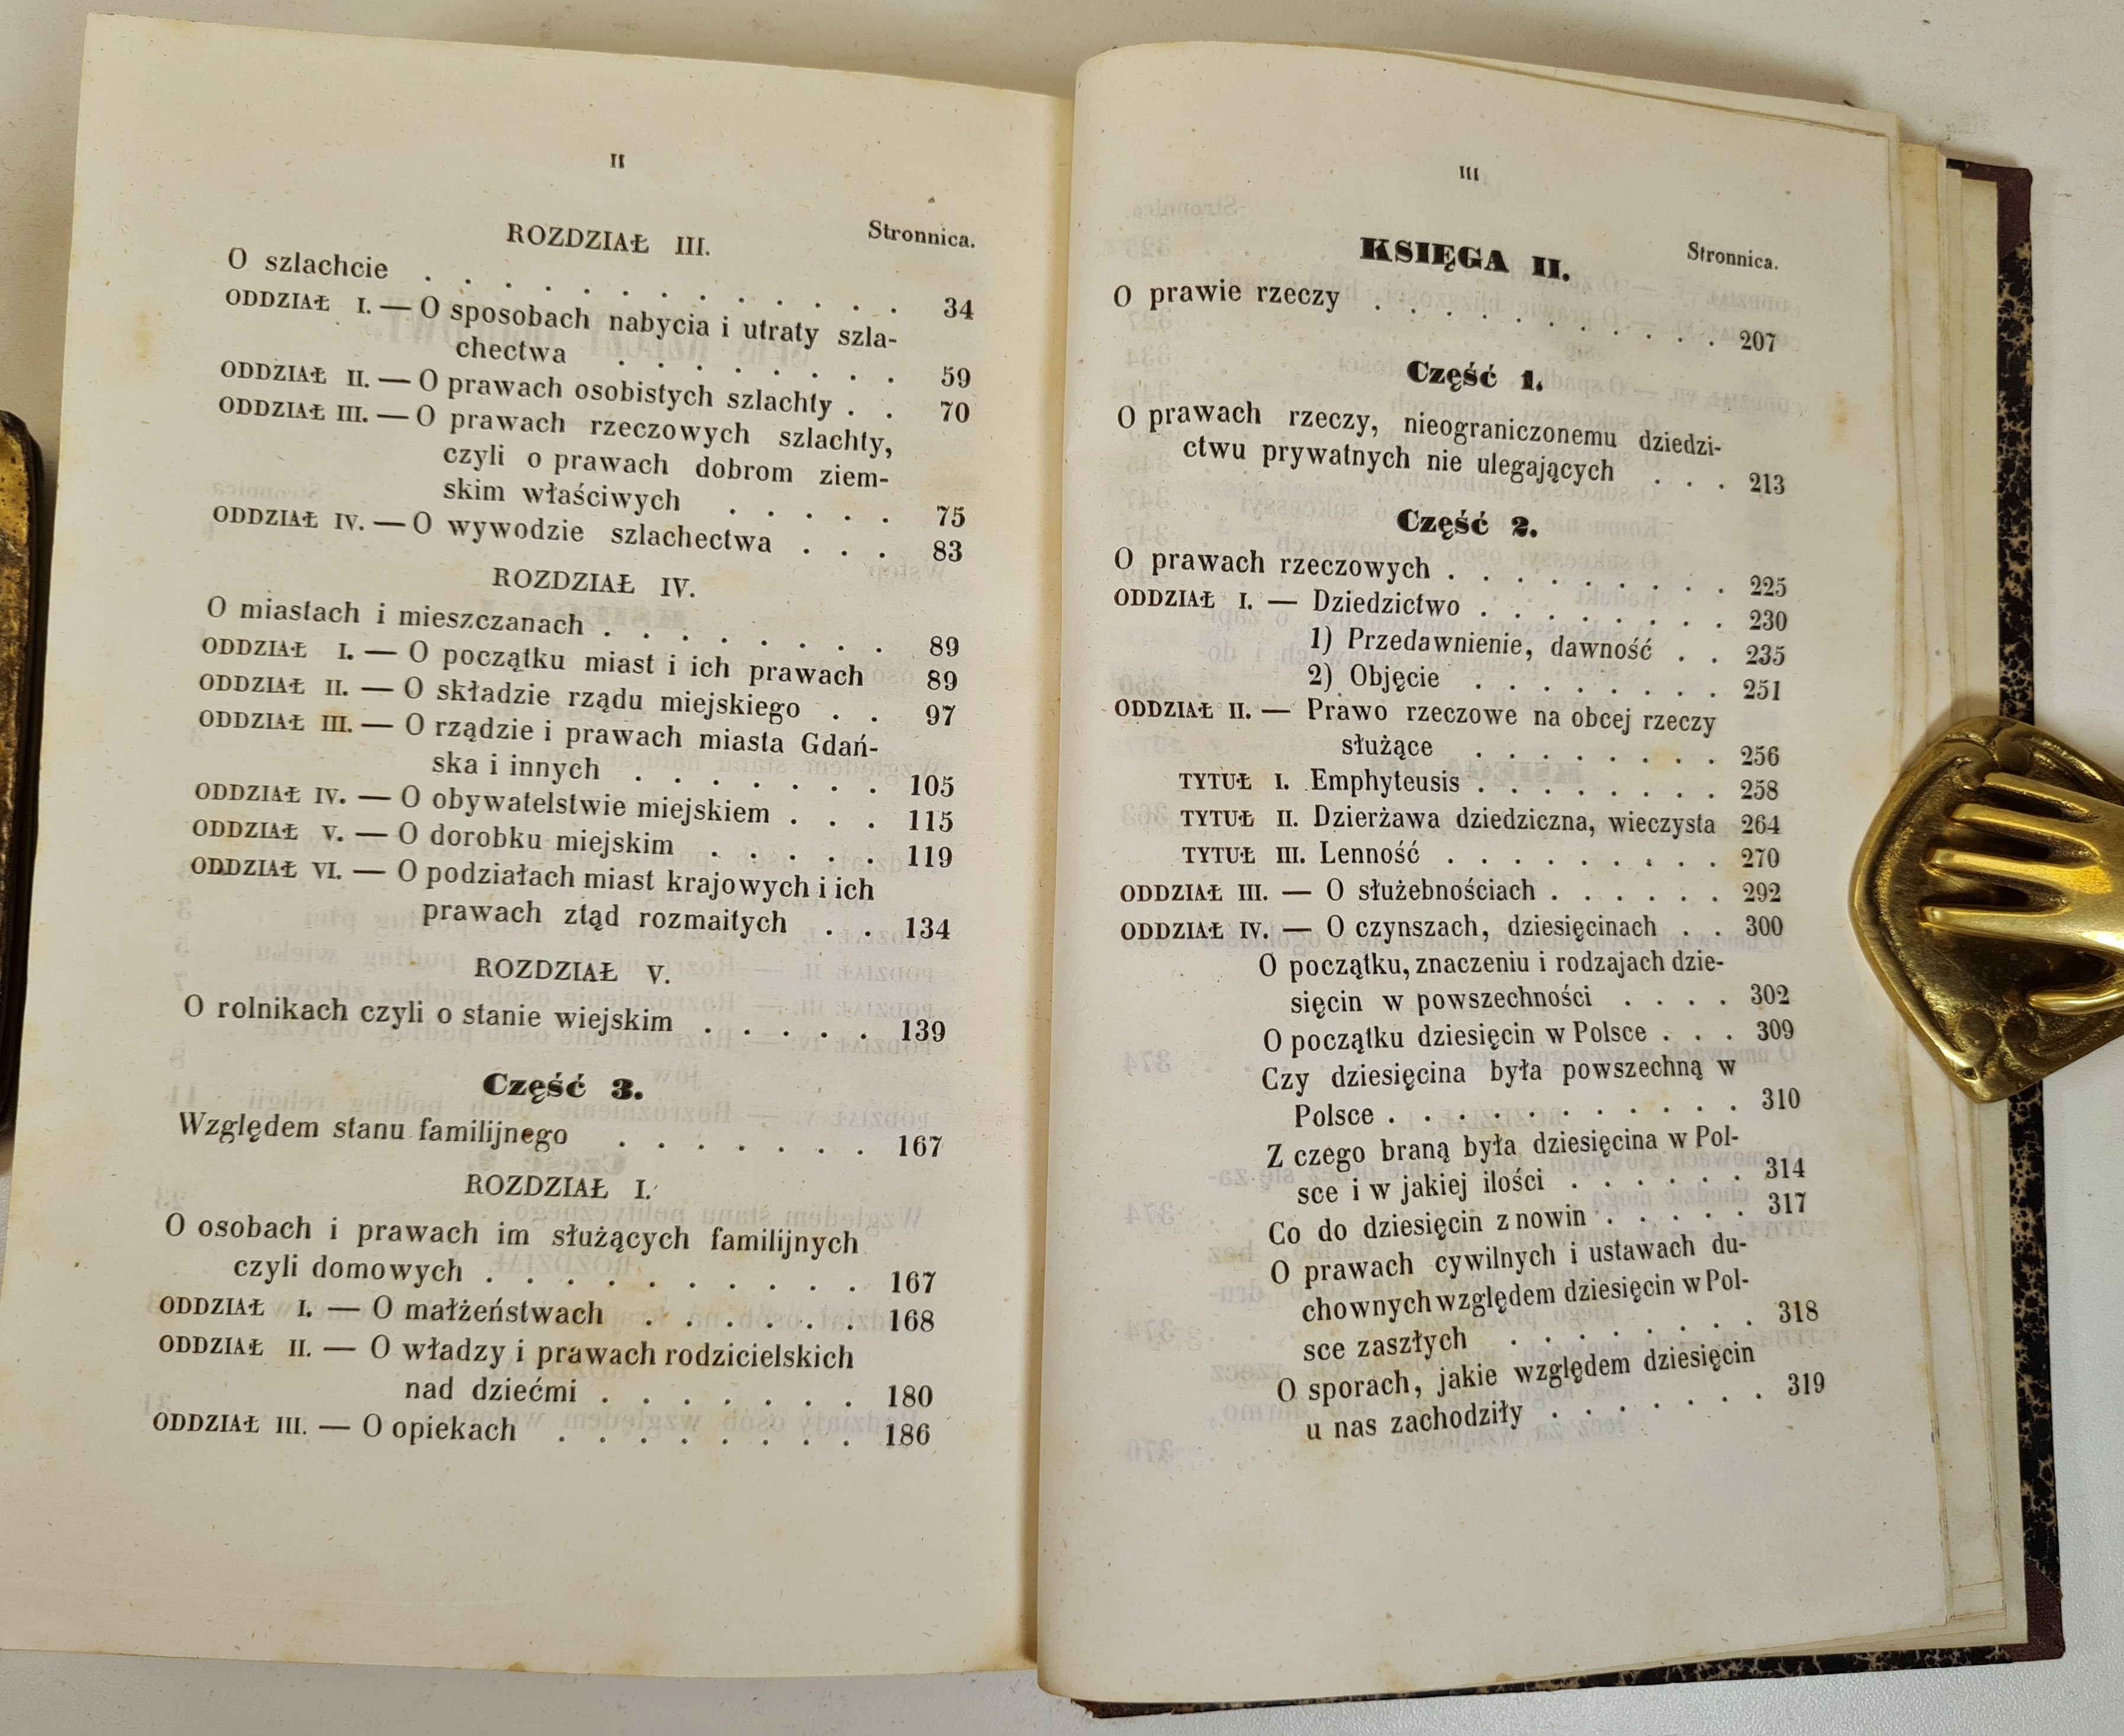 II
Stronnica.
ROZDZIAŁ III.
O szlachcie . . . . . . . . . . . . . 34
ODDZIAŁ I. — O sposobach nabycia i utraty szla-
chectwa . . . . . . . . 59
ODDZIAŁ II. — O prawach osobistych szlachty . . 70
ODDZIAŁ III. — O prawach rzeczowych szlachty,
czyli o prawach dobrom ziem-
skim właściwych . . . . . 75
ODDZIAŁ IV. — O wywodzie szlachectwa . . . 83
ROZDZIAŁ IV.
O miastach i mieszczanach . . . . . . . . 89
ODDZIAŁ I. — O początku miast i ich prawach 89
ODDZIAŁ II. — O składzie rządu miejskiego . . 97
ODDZIAŁ III. — O rządzie i prawach miasta Gdań-
ska i innych . . . . . . . 105
ODDZIAŁ IV. — O obywatelstwie miejskiem . . . 115
ODDZIAŁ V. — O dorobku miejskim . . . . . 119
ODDZIAŁ VI. — O podziałach miast krajowych i ich
prawach ztąd rozmaitych . . 134
ROZDZIAŁ V.
O rolnikach czyli o stanie wiejskim . . . . . 139
Część 3.
Względem stanu familijnego . . . . . . . 167
ROZDZIAŁ I.
O osobach i prawach im służących familijnych
czyli domowych . . . . . . . . . . 167
ODDZIAŁ I. — O małżeństwach . . . . . . 168
ODDZIAŁ II. — O władzy i prawach rodzicielskich
nad dziećmi . . . . . . . 180
ODDZIAŁ III. — O opiekach . . . . . . . . 186
III
Stronnica.
KSIĘGA II.
O prawie rzeczy . . . . . . . . . . 207
Część 1.
O prawach rzeczy, nieograniczonemu dziedzi-
ctwu prywatnych nie ulegających . . . 213
Część 2.
O prawach rzeczowych . . . . . . . . . 225
ODDZIAŁ I. — Dziedzictwo . . . . . . . . 230
1) Przedawnienie, dawność . . 235
2) Objęcie . . . . . . . . 251
ODDZIAŁ II. — Prawo rzeczowe na obcej rzeczy
służące . . . . . . . . 256
TYTUŁ I. Emphyteusis . . . . . . . . 258
TYTUŁ II. Dzierżawa dziedziczna, wieczysta 264
TYTUŁ III. Lenność . . . . . . . . . 270
ODDZIAŁ III. — O służebnościach . . . . . . 292
ODDZIAŁ IV. — O czynszach, dziesięcinach . . 300
O początku, znaczeniu i rodzajach dzie-
sięcin w powszechności . . . . 302
O początku dziesięcin w Polsce . . . 309
Czy dziesięcina była powszechną w
Polsce . . . . . . . . . . . 310
Z czego braną była dziesięcina w Pol-
sce i w jakiej ilości . . . . . . 314
Co do dziesięcin z nowin . . . . . 317
O prawach cywilnych i ustawach du-
chownych względem dziesięcin w Pol-
sce zaszłych . . . . . . . . 318
O sporach, jakie względem dziesięcin
u nas zachodziły . . . . . . . 319